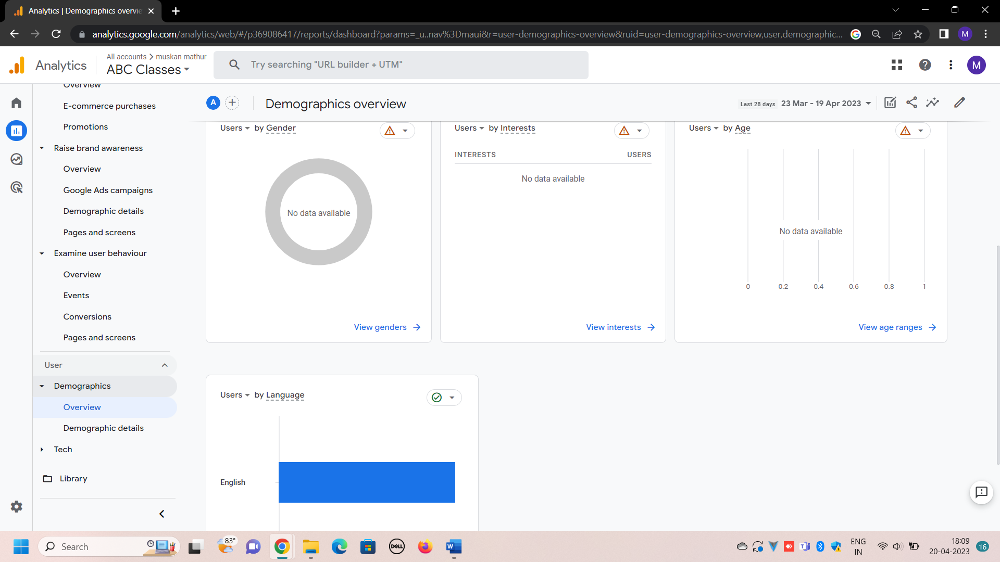 Analytics | Demographics overvie
analytics.google.com/analytics/web/#/p369086417/reports/dashboard?params=_u..nav%3Dmaui&r=user-demographics-overview&ruid=user-demographics-overview,user,demographic...
M
Analytics
All accounts > muskan mathur
ABC Classes
Try searching "URL builder + UTM"
M
Overview
E-commerce purchases
Promotions
Raise brand awareness
Overview
Google Ads campaigns
Demographic details
Pages and screens
Examine user behaviour
Overview
Events
Conversions
Pages and screens
User
Demographics
Overview
Demographic details
Tech
Library
A
Demographics overview
Last 28 days 23 Mar - 19 Apr 2023
Users by Gender
No data available
View genders
Users by Interests
INTERESTS USERS
No data available
View interests
Users by Age
No data available
0 0.2 0.4 0.6 0.8 1
View age ranges
Users by Language
English
Search
83°
DELL
W
ENG
IN
18:09
20-04-2023
16